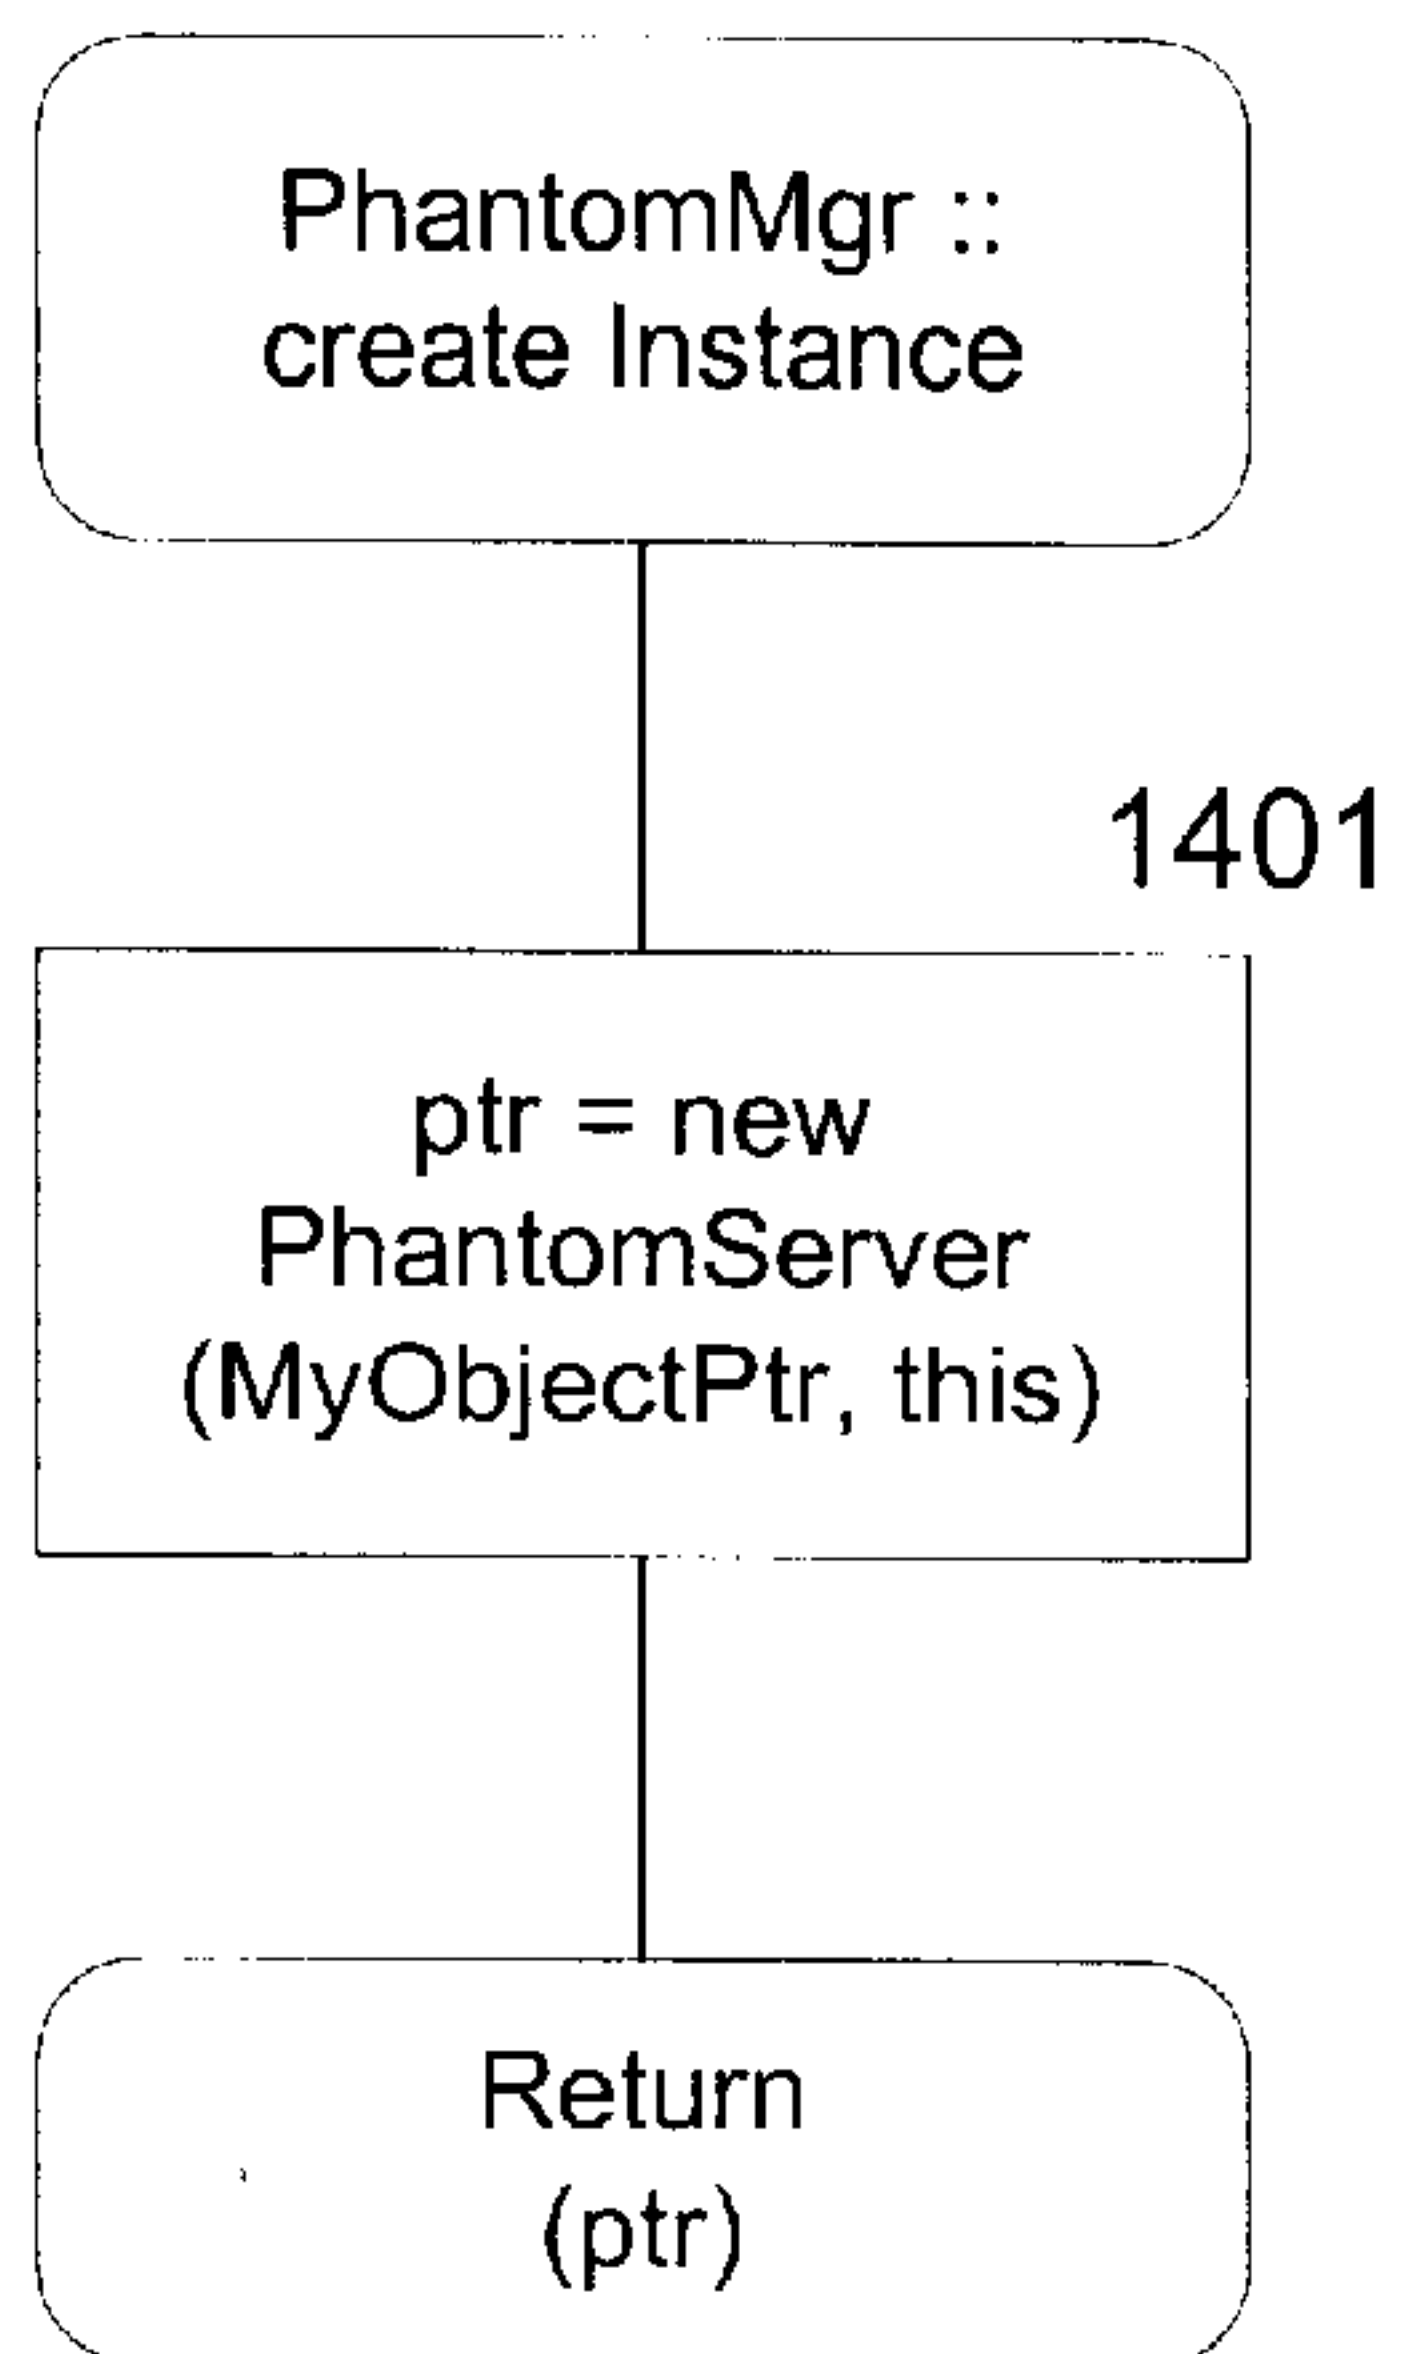 PhantomMgr ::
create Instance
1401
ptr = new
PhantomServer
(MyObjectPtr, this)
Return
(ptr)